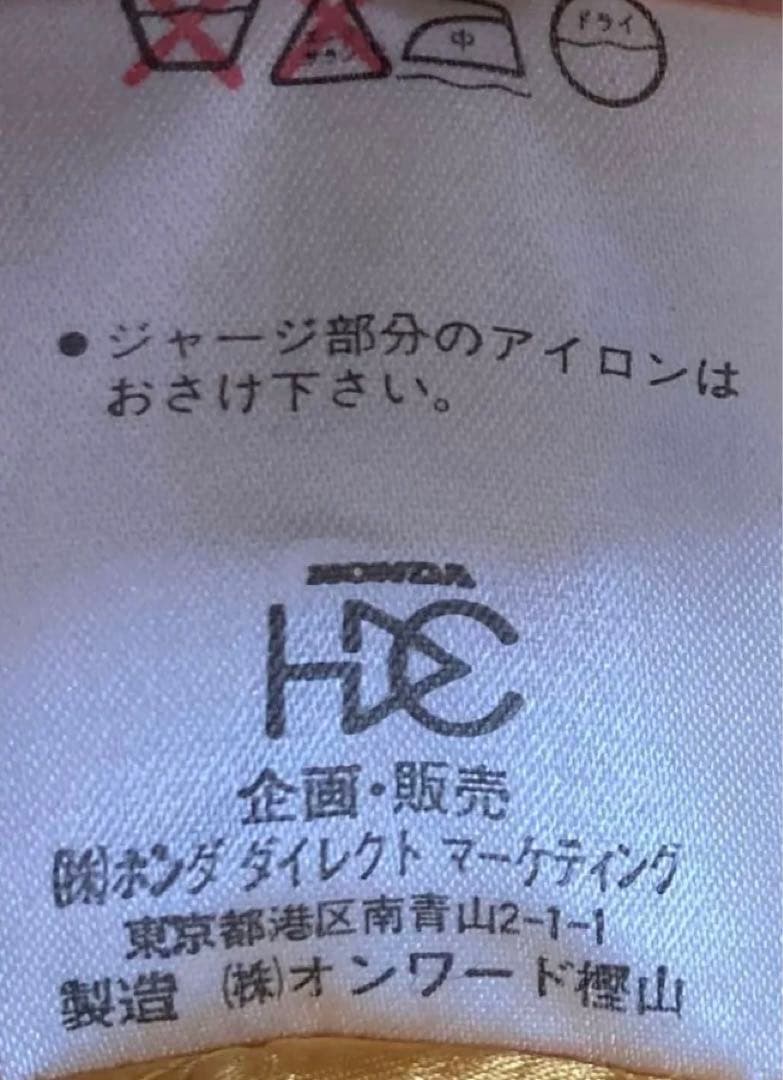 中 ドライ
● ジャージ部分のアイロンは
おさけ下さい。
HONDA
HDC
企画・販売
(株)ホンダ ダイレクト マーケティング
東京都港区南青山2-1-1
製造 (株)オンワード樫山